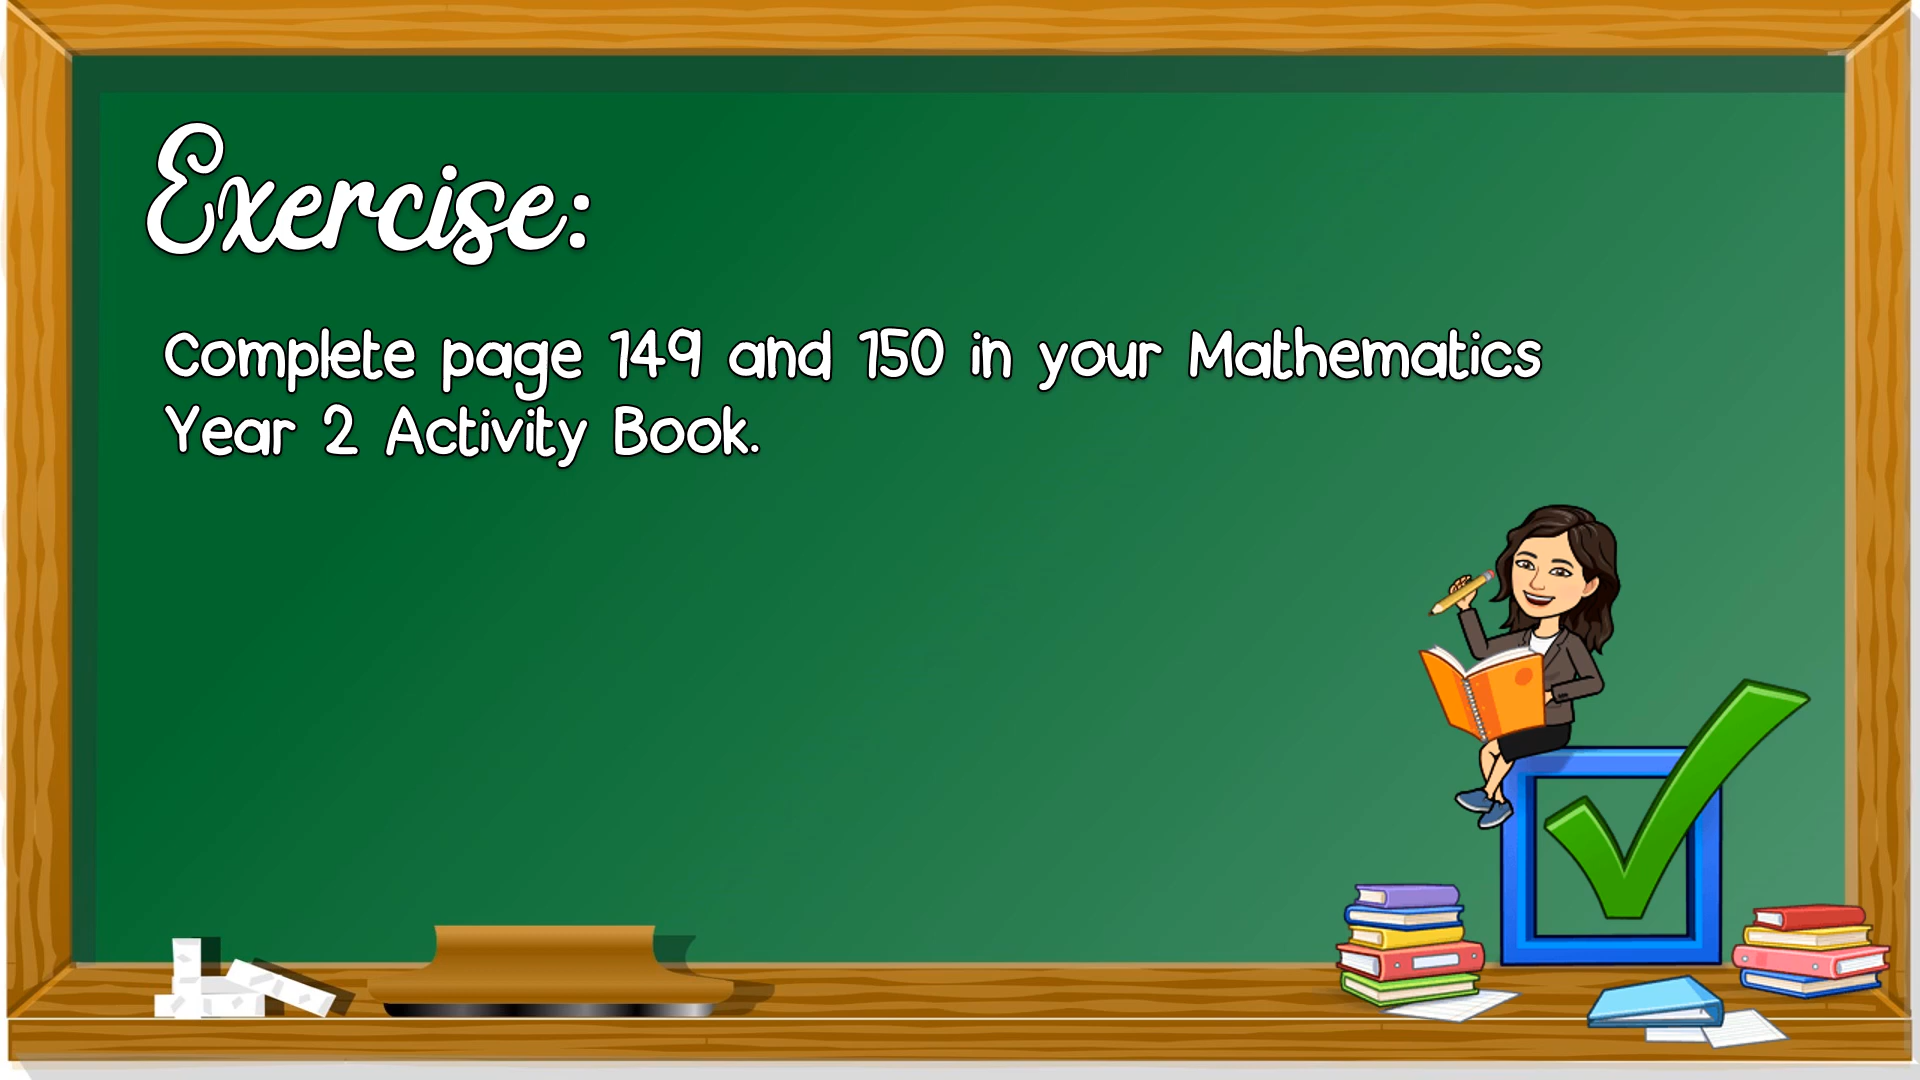 Exercise:
Complete page 149 and 150 in your Mathematics
Year 2 Activity Book.